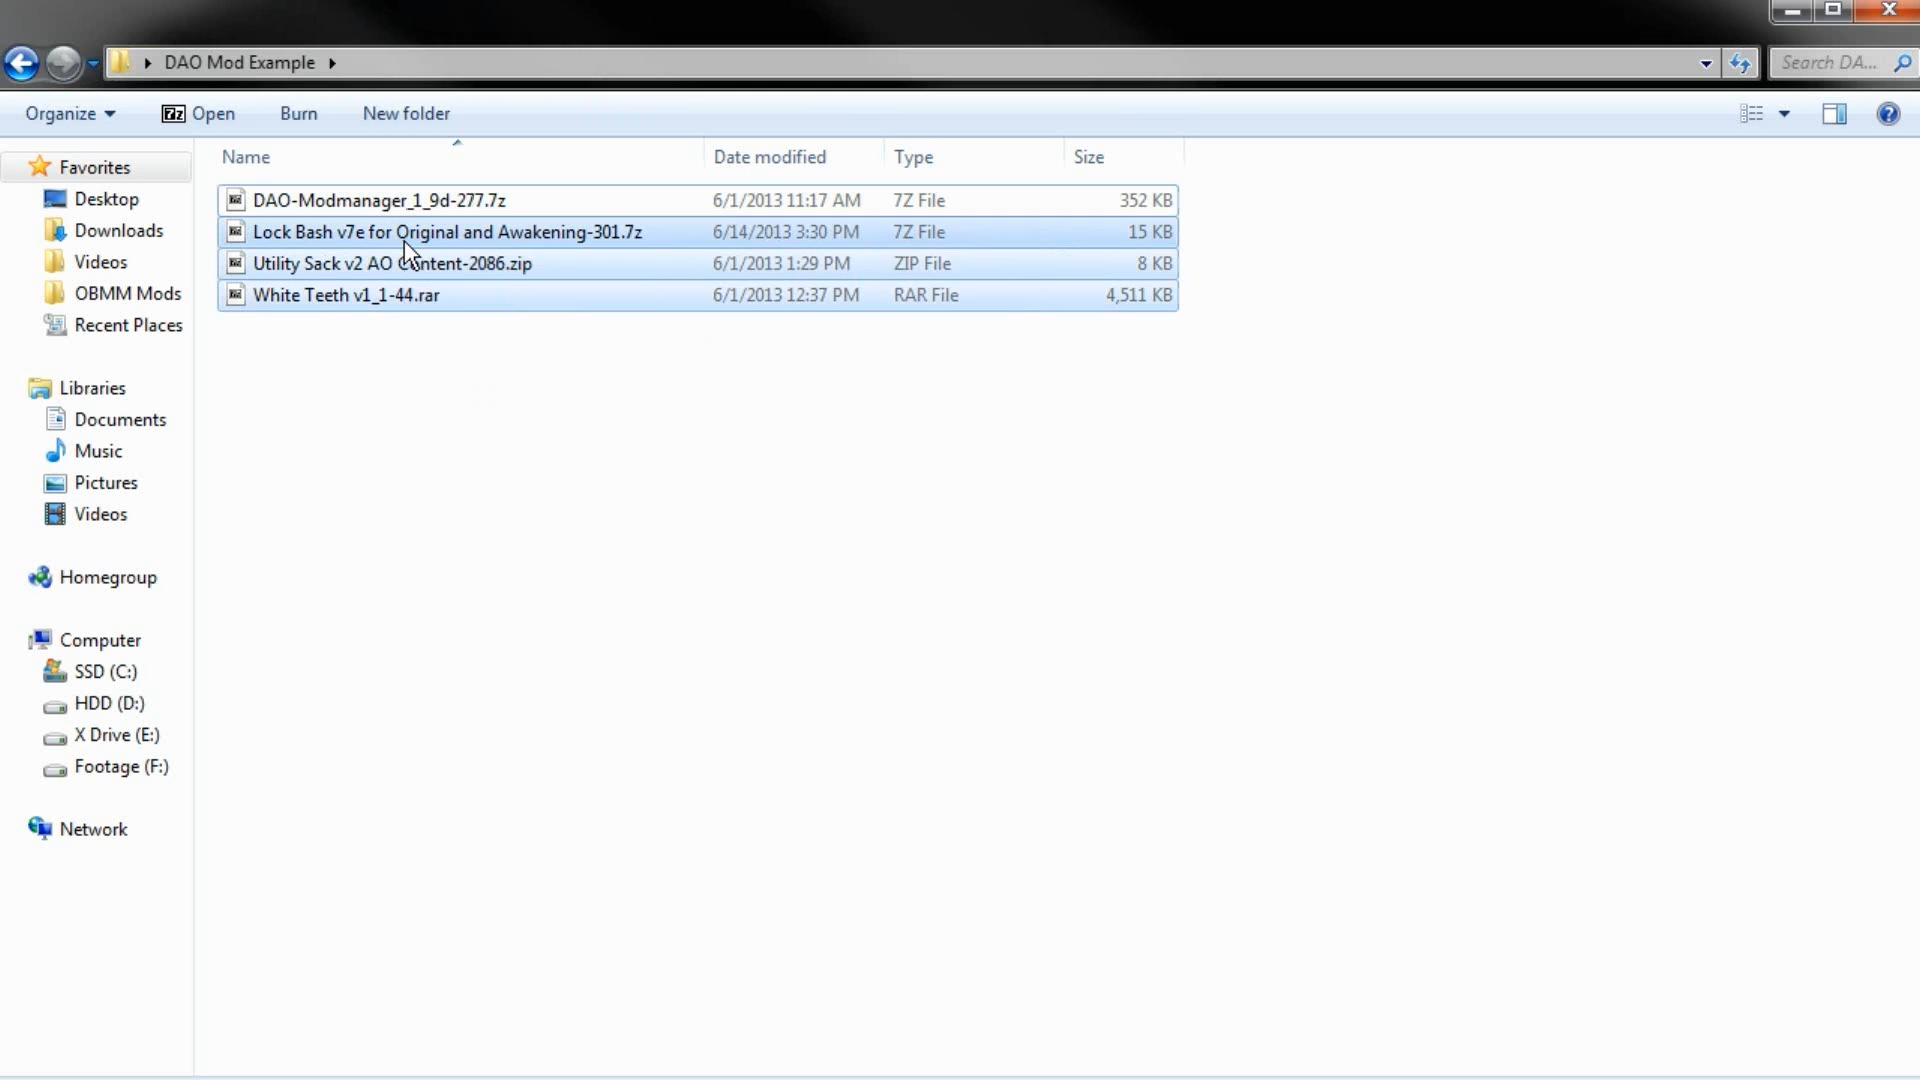 DAO Mod Example
Search DA...
Organize
7z Open
Burn
New folder
Name
Date modified
Type
Size
DAO-Modmanager_1_9d-277.7z 6/1/2013 11:17 AM 7Z File 352 KB
Lock Bash v7e for Original and Awakening-301.7z 6/14/2013 3:30 PM 7Z File 15 KB
Utility Sack v2 AO Content-2086.zip 6/1/2013 1:29 PM ZIP File 8 KB
White Teeth v1_1-44.rar 6/1/2013 12:37 PM RAR File 4,511 KB
Favorites
Desktop
Downloads
Videos
OBMM Mods
Recent Places
Libraries
Documents
Music
Pictures
Videos
Homegroup
Computer
SSD (C:)
HDD (D:)
X Drive (E:)
Footage (F:)
Network